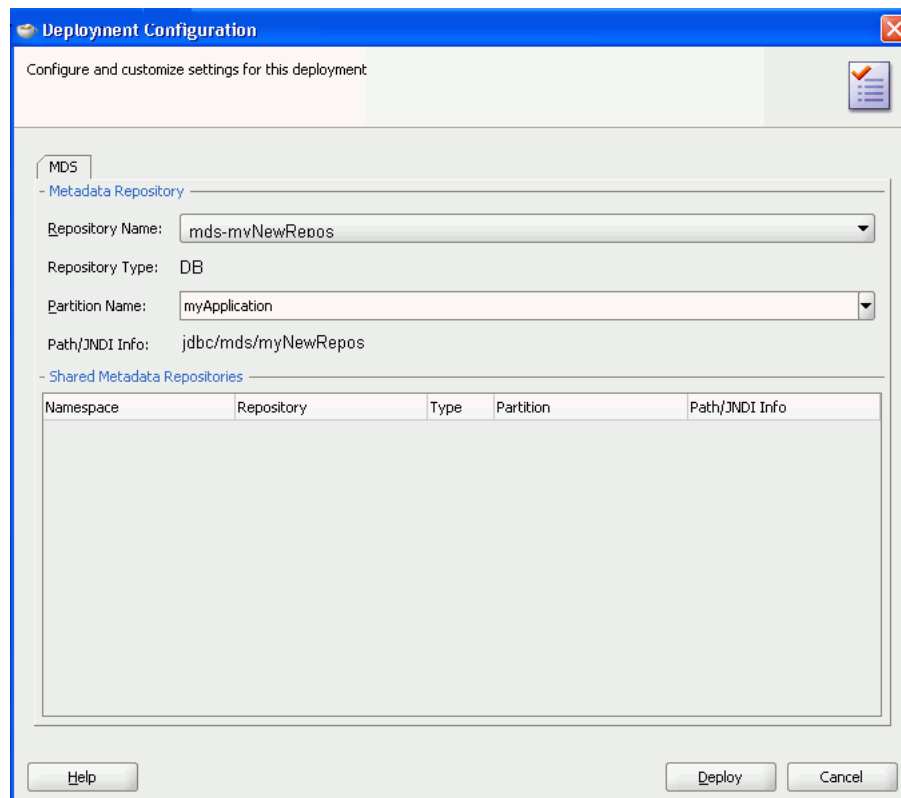 Deployment Configuration
Configure and customize settings for this deployment
MDS
Metadata Repository
Repository Name: mds-myNewRepos
Repository Type: DB
Partition Name: myApplication
Path/JNDI Info: jdbc/mds/myNewRepos
Shared Metadata Repositories
Namespace Repository Type Partition Path/JNDI Info
Help Deploy Cancel